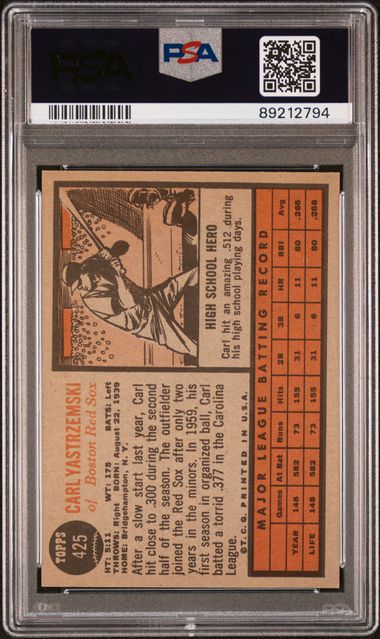 PSA
PSA
89212794
TOPPS
425
CARL YASTRZEMSKI
of Boston Red Sox
HT: 5:11 WT: 175 BATS: Left
THROWS: Right BORN: August 22, 1939
HOME: Bridgehampton, N. Y.
After a slow start last year, Carl
hit close to .300 during the second
half of the season. The outfielder
joined the Red Sox after only two
years in the minors. In 1959, his
first season in organized ball, Carl
batted a torrid .377 in the Carolina
League.
©T.C.G. PRINTED IN U.S.A.
HIGH SCHOOL HERO
Carl hit an amazing .512 during
his high school playing days.
MAJOR LEAGUE BATTING RECORD
Games At Bat Runs Hits 2B 3B HR RBI Avg
YEAR 148 582 73 155 31 6 11 80 .266
LIFE 148 582 73 155 31 6 11 80 .266